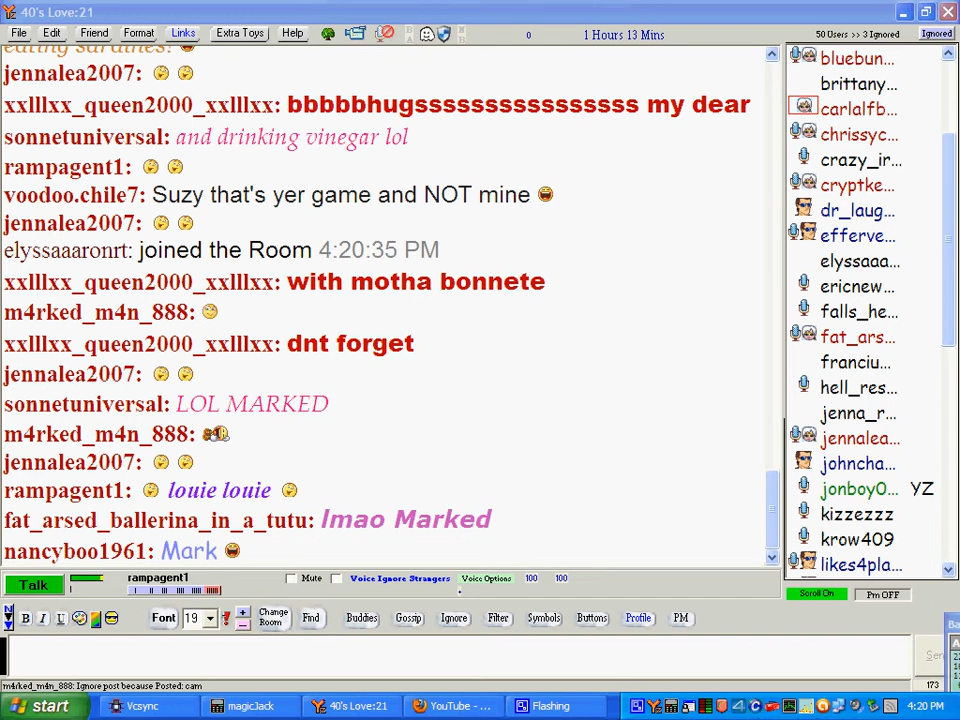 40's Love:21
File Edit Friend Format Links Extra Toys Help 0 1 Hours 13 Mins 50 Users >> 3 Ignored Ignored
eating sardines!
jennalea2007:
xxlllxx_queen2000_xxlllxx: bbbbbhugsssssssssssssss my dear
sonnetuniversal: and drinking vinegar lol
rampagent1:
voodoo.chile7: Suzy that's yer game and NOT mine
jennalea2007:
elyssaaaronrt: joined the Room 4:20:35 PM
xxlllxx_queen2000_xxlllxx: with motha bonnete
m4rked_m4n_888:
xxlllxx_queen2000_xxlllxx: dnt forget
jennalea2007:
sonnetuniversal: LOL MARKED
m4rked_m4n_888:
jennalea2007:
rampagent1: louie louie
fat_arsed_ballerina_in_a_tutu: lmao Marked
nancyboo1961: Mark
bluebun...
brittany...
carlalfb...
chrissyc...
crazy_ir...
cryptke...
dr_laug...
efferve...
elyssaa...
ericnew...
falls_he...
fat_ars...
franciu...
hell_res...
jenna_r...
jennalea...
johncha...
jonboy0... YZ
kizzezzz
krow409
likes4pla...
Talk rampagent1 Mute Voice Ignore Strangers Voice Options 100 100 Scroll On Pm OFF
B I U Font 19 + - Change Room Find Buddies Gossip Ignore Filter Symbols Buttons Profile PM
m4rked_m4n_888: Ignore post because Posted: cam 173
start Vcsync magicJack 40's Love:21 YouTube - ... Flashing 4:20 PM